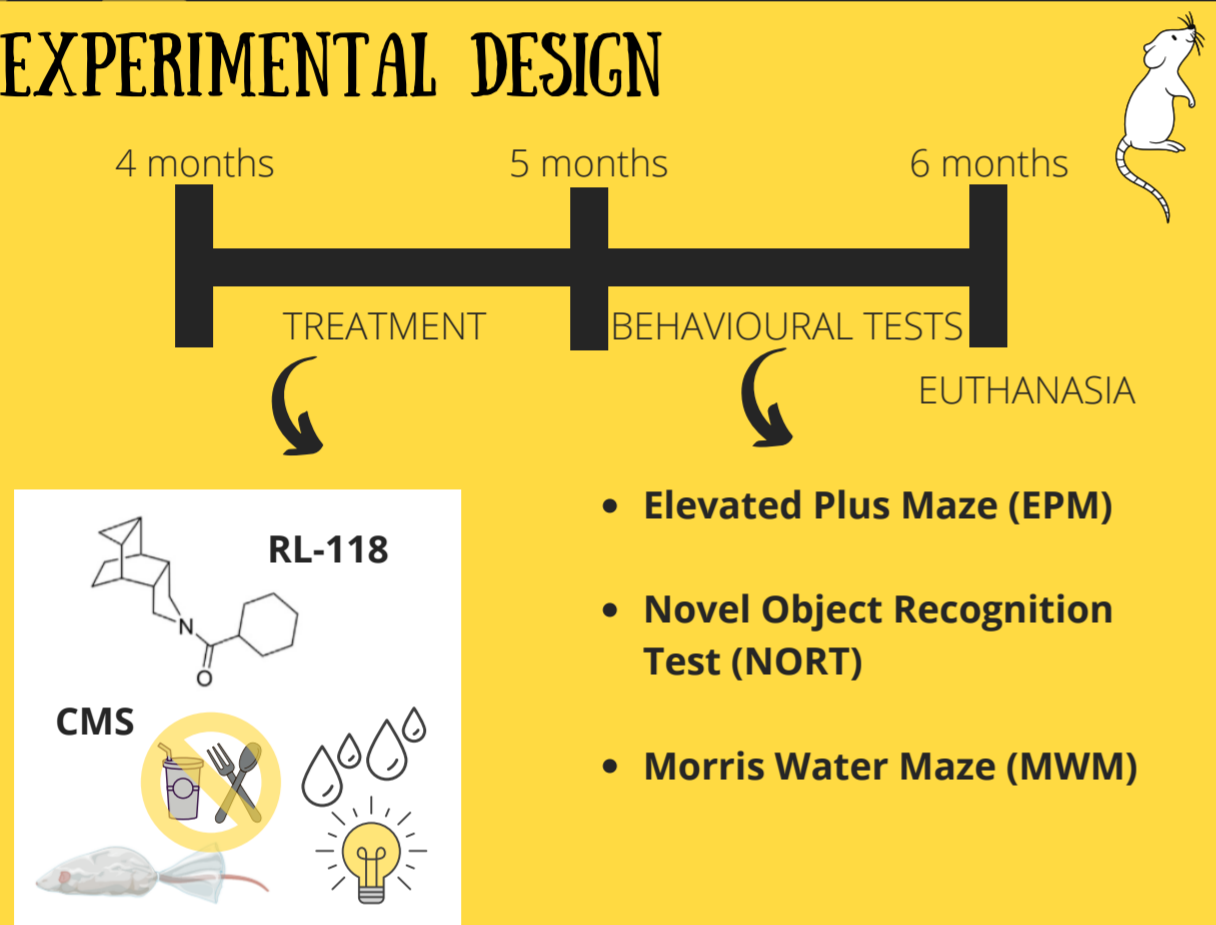 EXPERIMENTAL DESIGN
4 months
5 months
6 months
TREATMENT
BEHAVIOURAL TESTS
EUTHANASIA
RL-118
N
O
CMS
• Elevated Plus Maze (EPM)
• Novel Object Recognition
Test (NORT)
• Morris Water Maze (MWM)